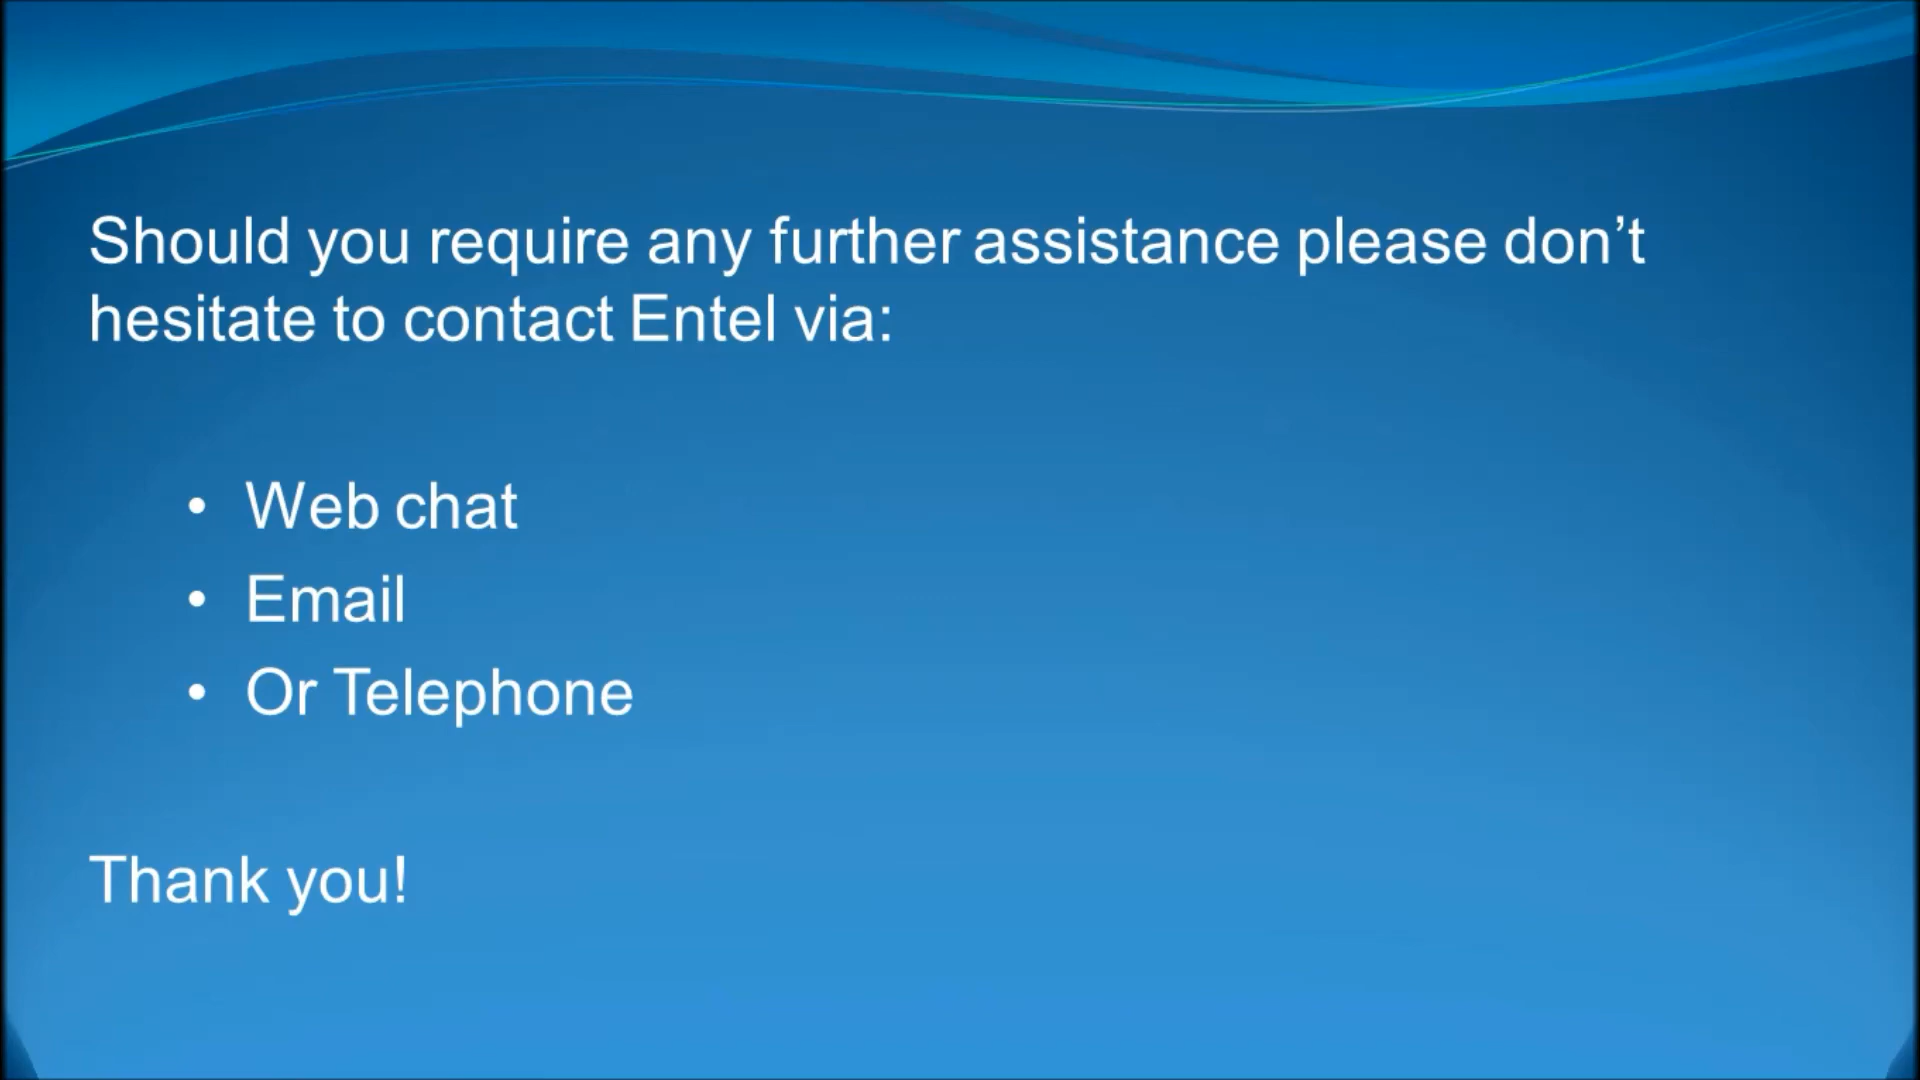 Should you require any further assistance please don’t
hesitate to contact Entel via:
• Web chat
• Email
• Or Telephone
Thank you!